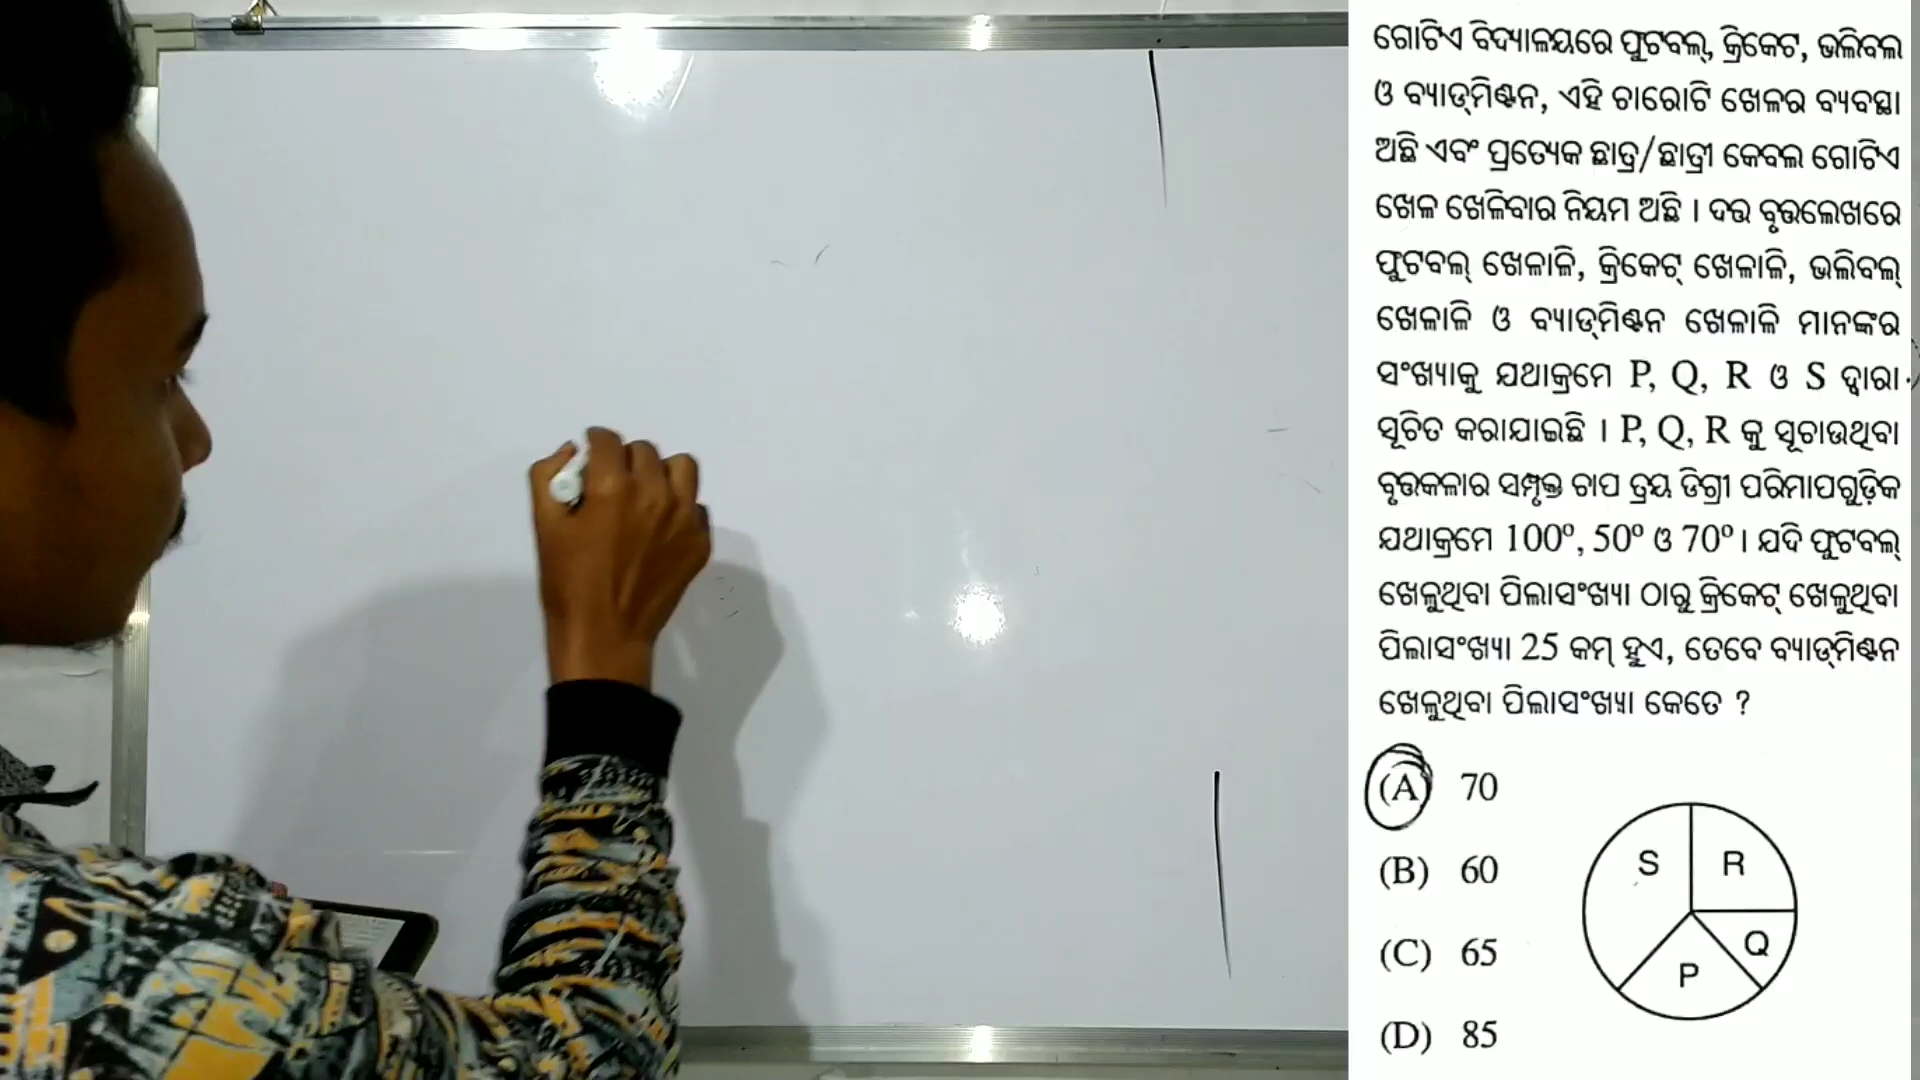 ଗୋଟିଏ ବିଦ୍ୟାଳୟରେ ଫୁଟବଲ୍, କ୍ରିକେଟ, ଭଲିବଲ
ଓ ବ୍ୟାଡ୍‌ମିଣ୍ଟନ, ଏହି ଚାରୋଟି ଖେଳର ବ୍ୟବସ୍ଥା
ଅଛି ଏବଂ ପ୍ରତ୍ୟେକ ଛାତ୍ର/ଛାତ୍ରୀ କେବଲ ଗୋଟିଏ
ଖେଳ ଖେଳିବାର ନିୟମ ଅଛି । ଦତ୍ତ ବୃତ୍ତଲେଖରେ
ଫୁଟବଲ୍ ଖେଳାଳି, କ୍ରିକେଟ୍ ଖେଳାଳି, ଭଲିବଲ୍
ଖେଳାଳି ଓ ବ୍ୟାଡ୍‌ମିଣ୍ଟନ ଖେଳାଳି ମାନଙ୍କର
ସଂଖ୍ୟାକୁ ଯଥାକ୍ରମେ P, Q, R ଓ S ଦ୍ୱାରା
ସୂଚିତ କରାଯାଇଛି । P, Q, R କୁ ସୂଚାଉଥିବା
ବୃତ୍ତକଳାର ସମ୍ପୃକ୍ତ ଚାପ ତ୍ରୟ ଡିଗ୍ରୀ ପରିମାପଗୁଡ଼ିକ
ଯଥାକ୍ରମେ 100°, 50° ଓ 70° । ଯଦି ଫୁଟବଲ୍
ଖେଳୁଥିବା ପିଲାସଂଖ୍ୟା ଠାରୁ କ୍ରିକେଟ୍ ଖେଳୁଥିବା
ପିଲାସଂଖ୍ୟା 25 କମ୍ ହୁଏ, ତେବେ ବ୍ୟାଡ୍‌ମିଣ୍ଟନ
ଖେଳୁଥିବା ପିଲାସଂଖ୍ୟା କେତେ ?
(A) 70
(B) 60
(C) 65
(D) 85
S R
Q
P